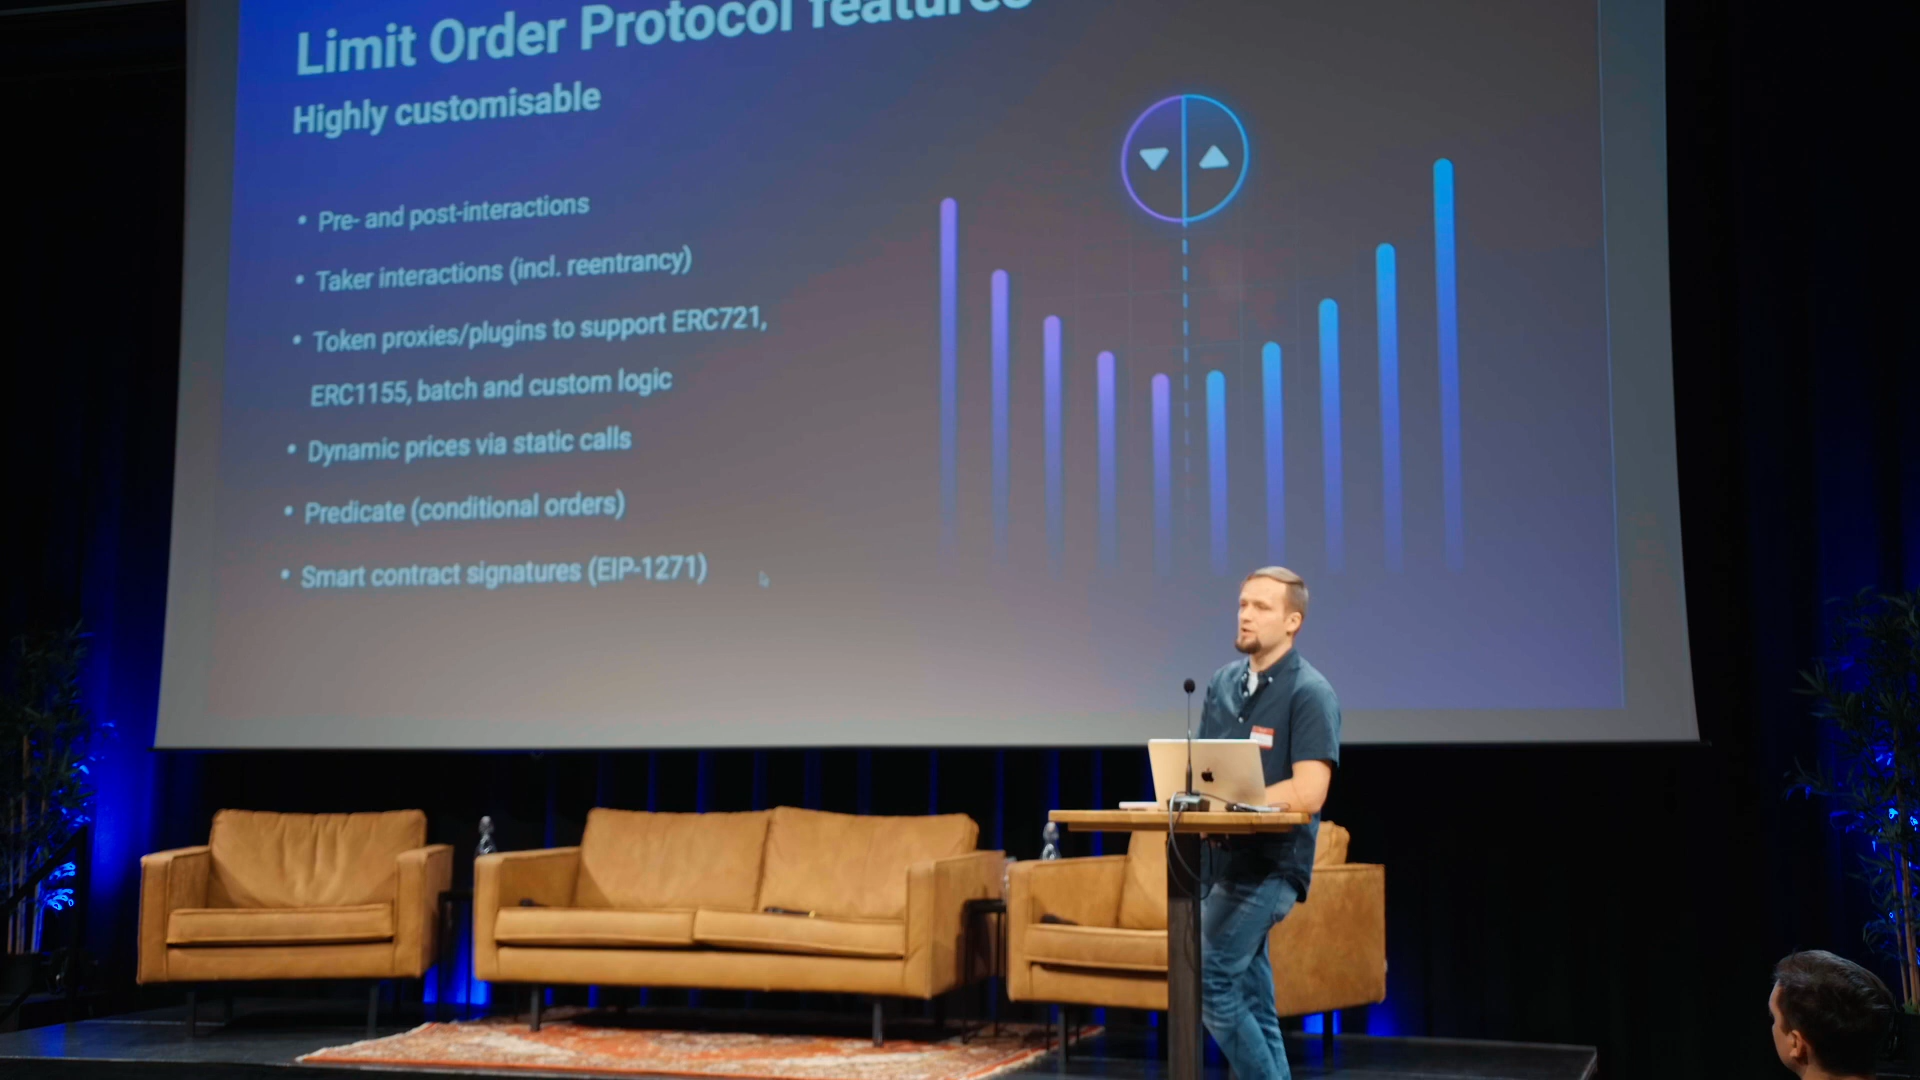 Limit Order Protocol features
Highly customisable
• Pre- and post-interactions
• Taker interactions (incl. reentrancy)
• Token proxies/plugins to support ERC721,
ERC1155, batch and custom logic
• Dynamic prices via static calls
• Predicate (conditional orders)
• Smart contract signatures (EIP-1271)